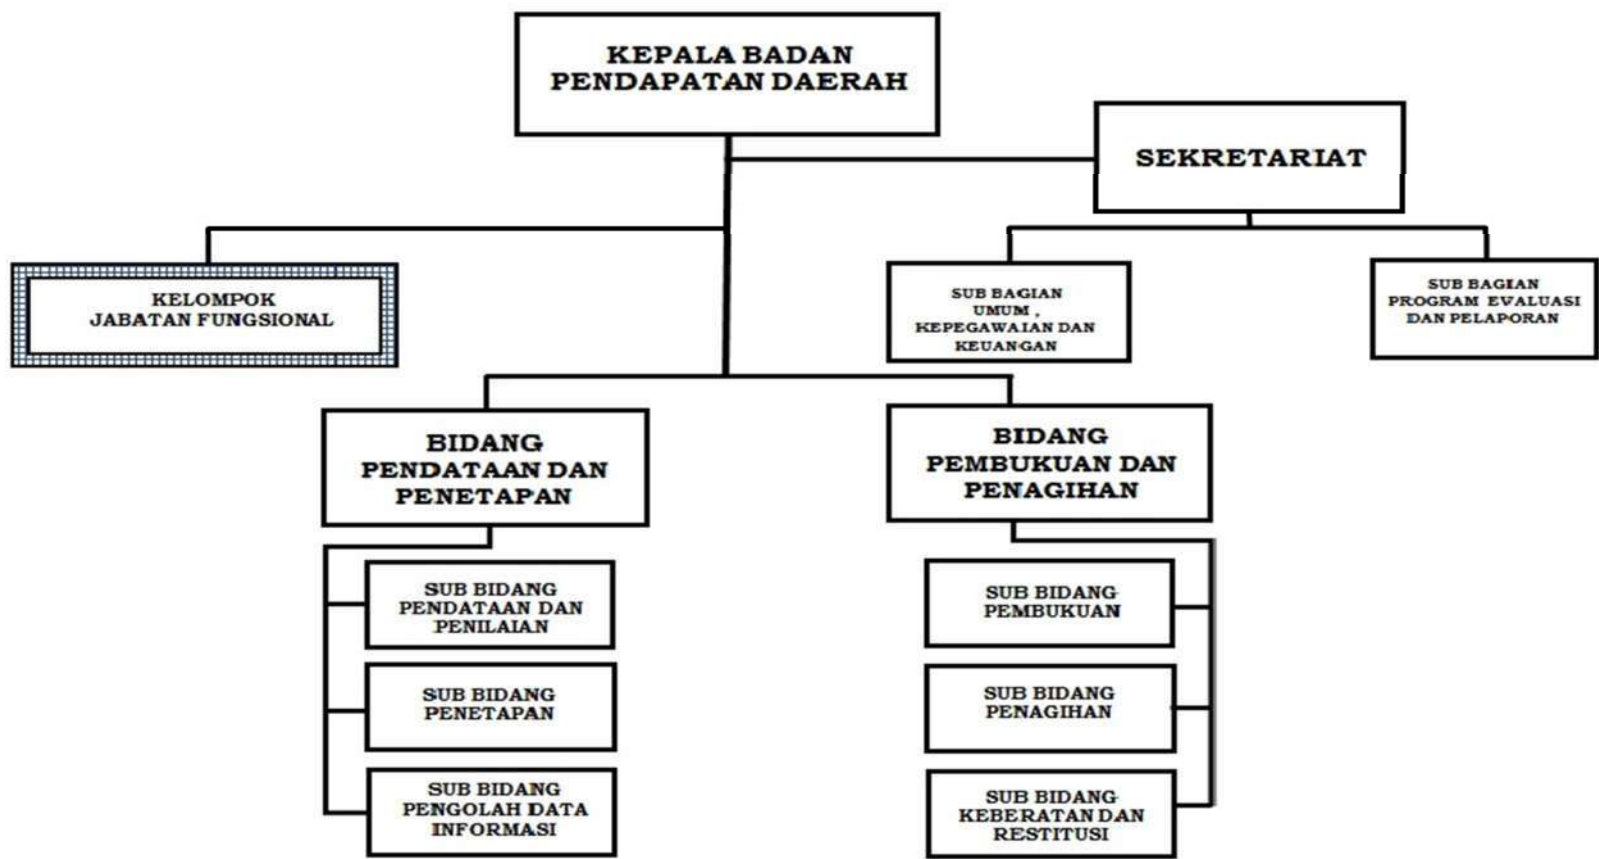 KEPALA BADAN
PENDAPATAN DAERAH
SEKRETARIAT
KELOMPOK
JABATAN FUNGSIONAL
SUB BAGIAN
UMUM ,
KEPEGAWAIAN DAN
KEUANGAN
SUB BAGIAN
PROGRAM EVALUASI
DAN PELAPORAN
BIDANG
PENDATAAN DAN
PENETAPAN
BIDANG
PEMBUKUAN DAN
PENAGIHAN
SUB BIDANG
PENDATAAN DAN
PENILAIAN
SUB BIDANG
PENETAPAN
SUB BIDANG
PENGOLAH DATA
INFORMASI
SUB BIDANG
PEMBUKUAN
SUB BIDANG
PENAGIHAN
SUB BIDANG
KEBERATAN DAN
RESTITUSI